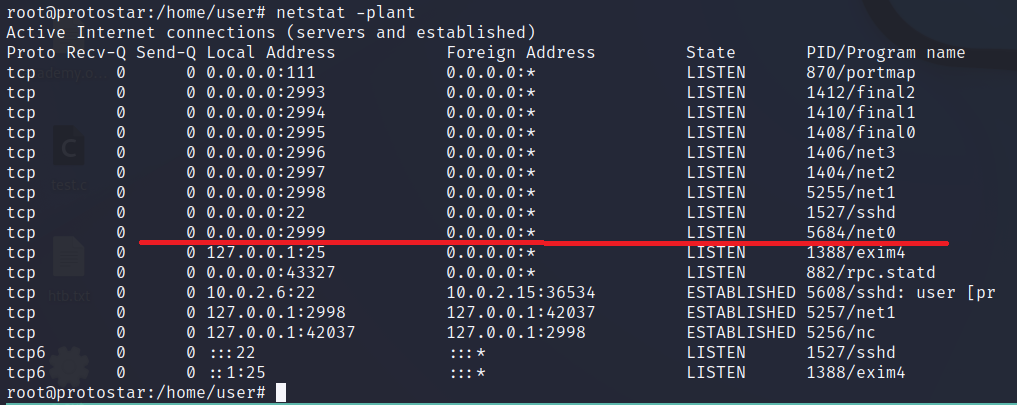 root@protostar:/home/user# netstat -plant
Active Internet connections (servers and established)
Proto Recv-Q Send-Q Local Address           Foreign Address         State       PID/Program name
tcp        0      0 0.0.0.0:111             0.0.0.0:*               LISTEN      870/portmap
tcp        0      0 0.0.0.0:2993            0.0.0.0:*               LISTEN      1412/final2
tcp        0      0 0.0.0.0:2994            0.0.0.0:*               LISTEN      1410/final1
tcp        0      0 0.0.0.0:2995            0.0.0.0:*               LISTEN      1408/final0
tcp        0      0 0.0.0.0:2996            0.0.0.0:*               LISTEN      1406/net3
tcp        0      0 0.0.0.0:2997            0.0.0.0:*               LISTEN      1404/net2
tcp        0      0 0.0.0.0:2998            0.0.0.0:*               LISTEN      5255/net1
tcp        0      0 0.0.0.0:22              0.0.0.0:*               LISTEN      1527/sshd
tcp        0      0 0.0.0.0:2999            0.0.0.0:*               LISTEN      5684/net0
tcp        0      0 127.0.0.1:25            0.0.0.0:*               LISTEN      1388/exim4
tcp        0      0 0.0.0.0:43327           0.0.0.0:*               LISTEN      882/rpc.statd
tcp        0      0 10.0.2.6:22             10.0.2.15:36534         ESTABLISHED 5608/sshd: user [pr
tcp        0      0 127.0.0.1:2998          127.0.0.1:42037         ESTABLISHED 5257/net1
tcp        0      0 127.0.0.1:42037         127.0.0.1:2998          ESTABLISHED 5256/nc
tcp6       0      0 :::22                   :::*                    LISTEN      1527/sshd
tcp6       0      0 ::1:25                  :::*                    LISTEN      1388/exim4
root@protostar:/home/user#
test.c
htb.txt